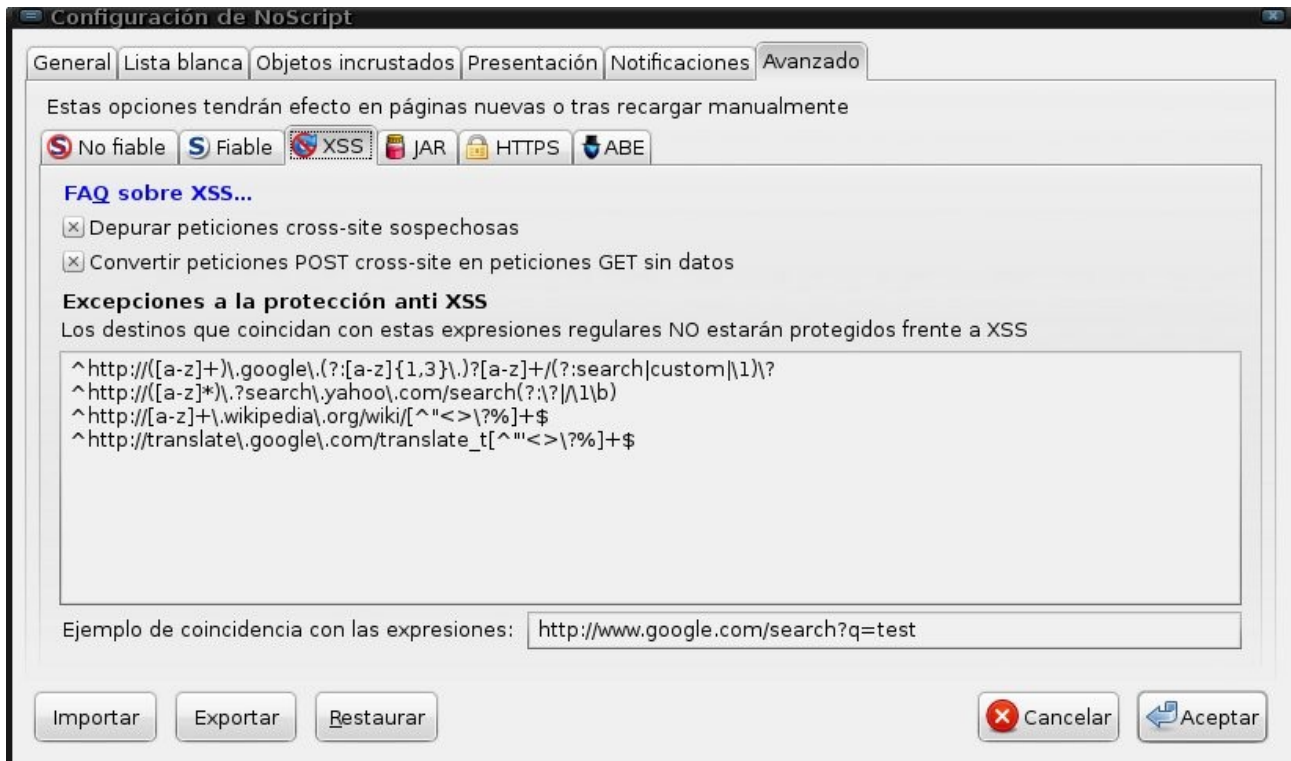 Configuración de NoScript
General Lista blanca Objetos incrustados Presentación Notificaciones Avanzado
Estas opciones tendrán efecto en páginas nuevas o tras recargar manualmente
No fiable Fiable XSS JAR HTTPS ABE
FAQ sobre XSS...
Depurar peticiones cross-site sospechosas
Convertir peticiones POST cross-site en peticiones GET sin datos
Excepciones a la protección anti XSS
Los destinos que coincidan con estas expresiones regulares NO estarán protegidos frente a XSS
^http://([a-z]+)\.google\.(?:[a-z]{1,3}\.)?[a-z]+/(?:search|custom|\1)\?
^http://([a-z]*)\.?search\.yahoo\.com/search(?:\?|/\1\b)
^http://[a-z]+\.wikipedia\.org/wiki/[^"<>\?%]+$
^http://translate\.google\.com/translate_t[^"'<>\?%]+$
Ejemplo de coincidencia con las expresiones: http://www.google.com/search?q=test
Importar Exportar Restaurar Cancelar Aceptar